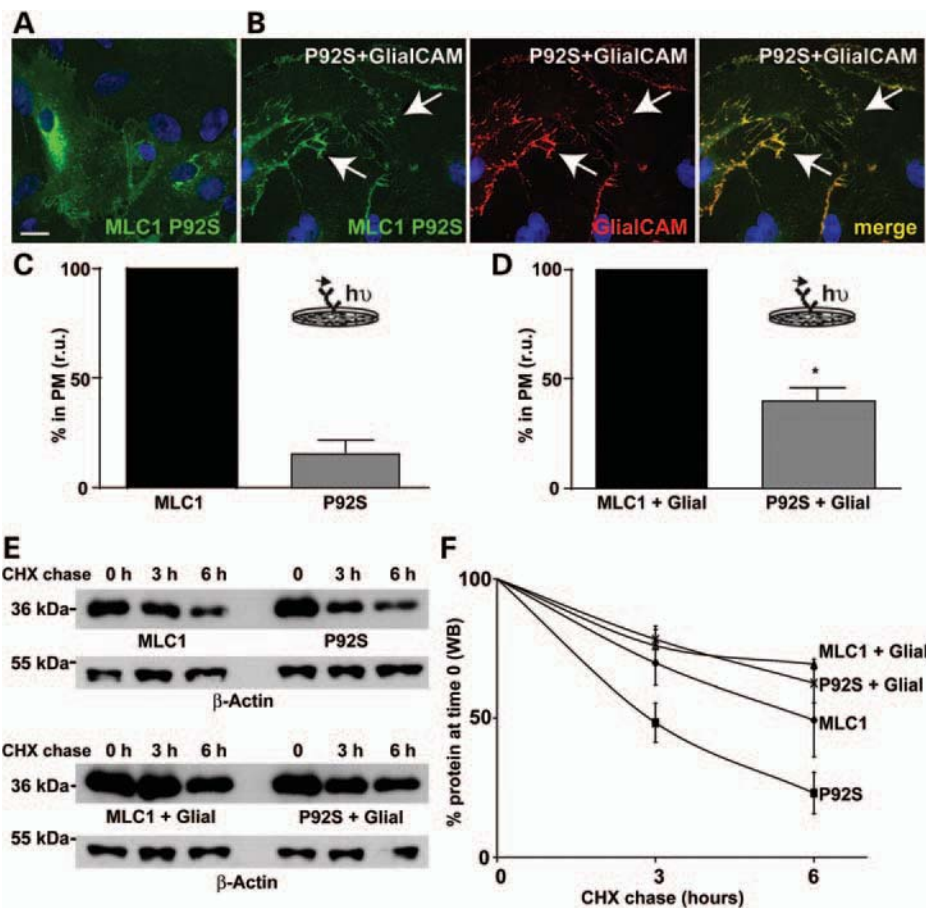 A
B
P92S+GlialCAM
P92S+GlialCAM
P92S+GlialCAM
MLC1 P92S
MLC1 P92S
GlialCAM
merge
C
D
100
50
0
% in PM (r.u.)
hυ
MLC1
P92S
100
50
0
% in PM (r.u.)
hυ
*
MLC1 + Glial
P92S + Glial
E
CHX chase 0 h 3 h 6 h 0 3 h 6 h
36 kDa-
MLC1
P92S
55 kDa-
β-Actin
CHX chase 0 h 3 h 6 h 0 3 h 6 h
36 kDa-
MLC1 + Glial
P92S + Glial
55 kDa-
β-Actin
F
100
50
0
% protein at time 0 (WB)
MLC1 + Glial
P92S + Glial
MLC1
P92S
0 3 6
CHX chase (hours)